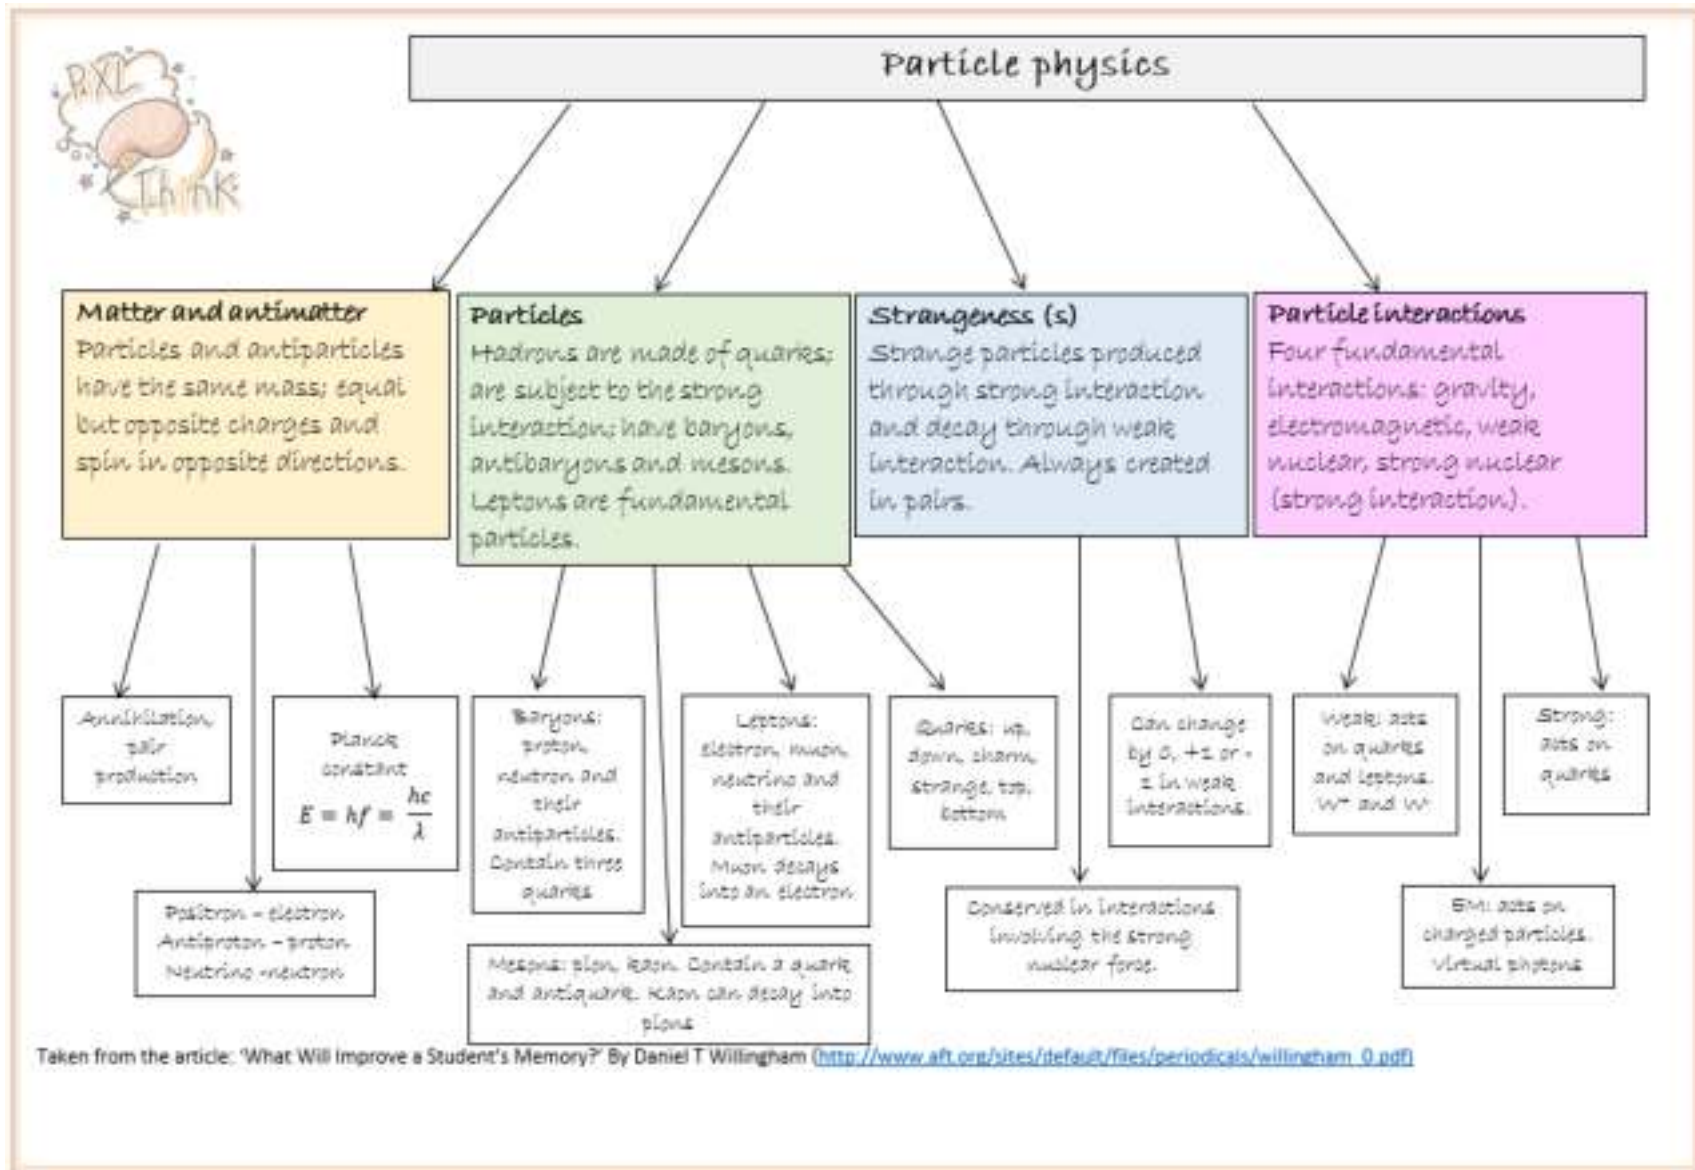 PiXL
Think
Particle physics
Matter and antimatter
Particles and antiparticles
have the same mass; equal
but opposite charges and
spin in opposite directions.
Particles
Hadrons are made of quarks;
are subject to the strong
interaction; have baryons,
antibaryons and mesons.
Leptons are fundamental
particles.
Strangeness (s)
Strange particles produced
through strong interaction
and decay through weak
interaction. Always created
in pairs.
Particle interactions
Four fundamental
interactions: gravity,
electromagnetic, weak
nuclear, strong nuclear
(strong interaction).
Annihilation,
pair
production
Planck
constant
E = hf = hc/λ
Positron – electron
Antiproton – proton
Neutrino -neutron
Baryons:
proton,
neutron and
their
antiparticles.
Contain three
quarks
Mesons: pion, kaon. Contain a quark
and antiquark. Kaon can decay into
pions
Leptons:
electron, muon,
neutrino and
their
antiparticles.
Muon decays
into an electron
Quarks: up,
down, charm,
strange, top,
bottom
Conserved in interactions
involving the strong
nuclear force.
Can change
by 0, +1 or -
1 in weak
interactions.
Weak: acts
on quarks
and leptons.
W⁺ and W⁻
EM: acts on
charged particles.
Virtual photons
Strong:
acts on
quarks
Taken from the article: 'What Will Improve a Student's Memory?' By Daniel T Willingham (http://www.aft.org/sites/default/files/periodicals/willingham_0.pdf)